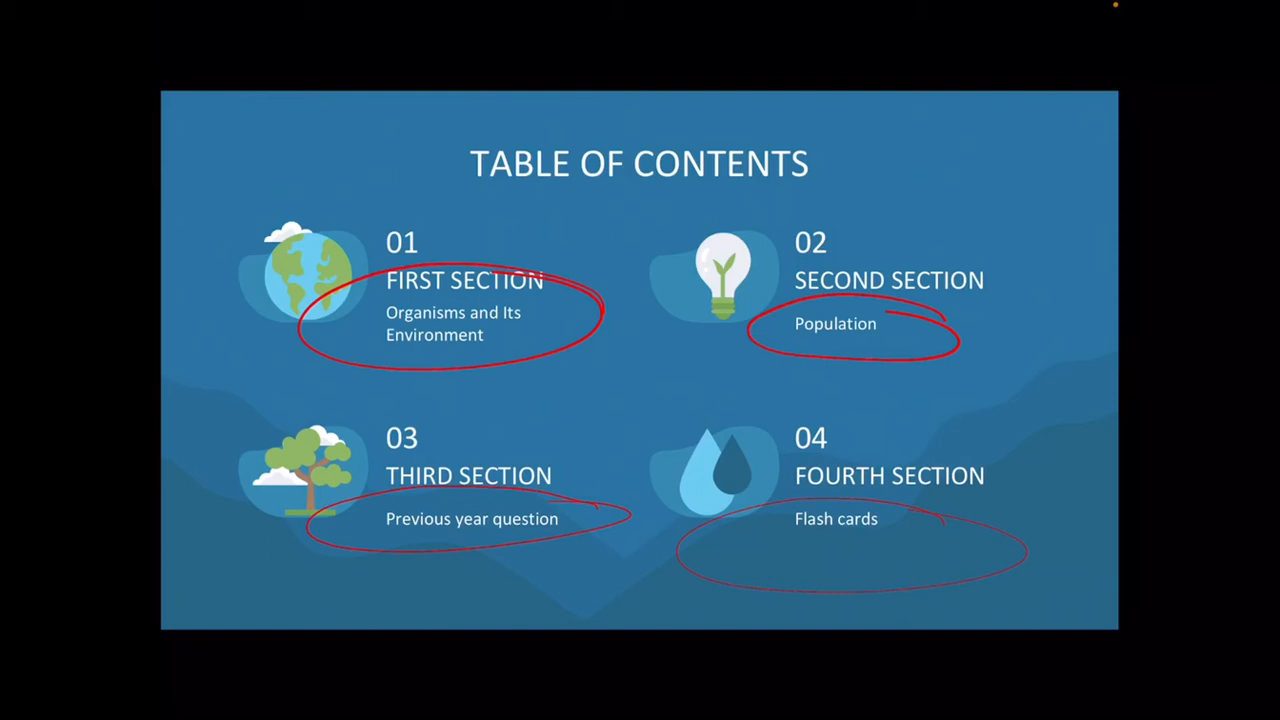 TABLE OF CONTENTS
01
FIRST SECTION
Organisms and Its
Environment
02
SECOND SECTION
Population
03
THIRD SECTION
Previous year question
04
FOURTH SECTION
Flash cards